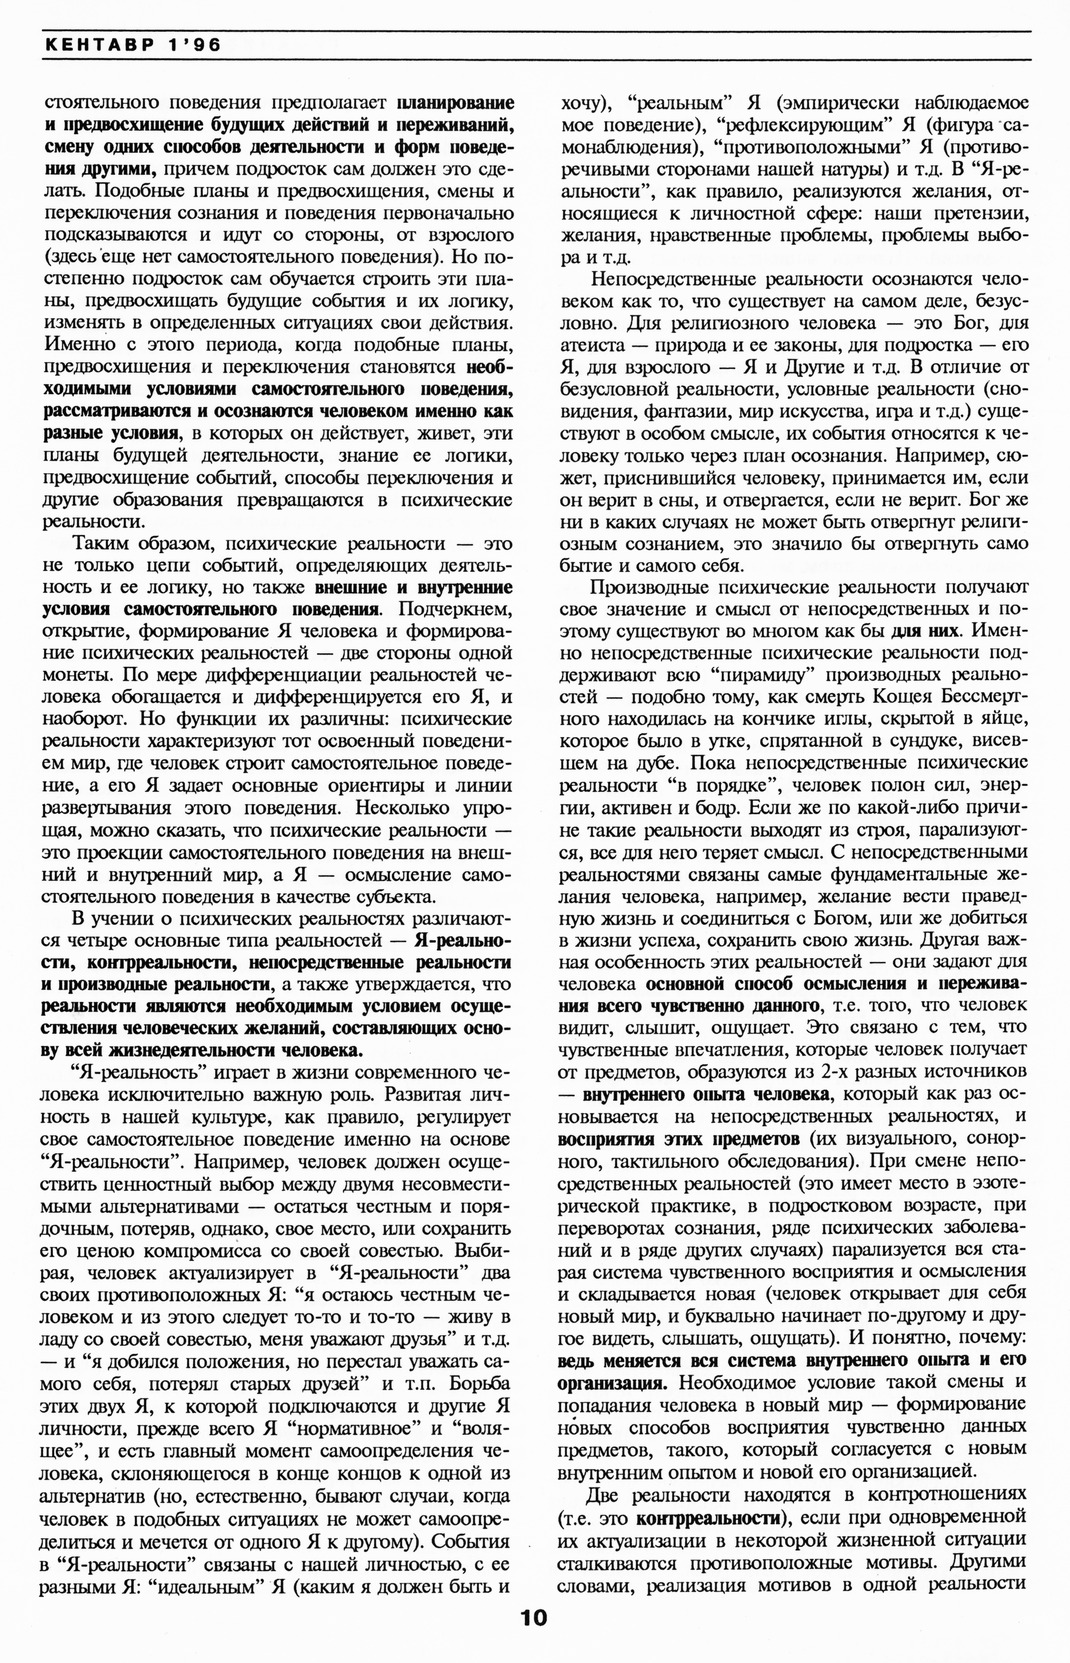 КЕНТАВР 1’96
стоятельного поведения предполагает планирование
и предвосхищение будущих действий и переживаний,
смену одних способов деятельности и форм поведе-
ния другими, причем подросток сам должен это сде-
лать. Подобные планы и предвосхищения, смены и
переключения сознания и поведения первоначально
подсказываются и идут со стороны, от взрослого
(здесь еще нет самостоятельного поведения). Но по-
степенно подросток сам обучается строить эти пла-
ны, предвосхищать будущие события и их логику,
изменять в определенных ситуациях свои действия.
Именно с этого периода, когда подобные планы,
предвосхищения и переключения становятся необ-
ходимыми условиями самостоятельного поведения,
рассматриваются и осознаются человеком именно как
разные условия, в которых он действует, живет, эти
планы будущей деятельности, знание ее логики,
предвосхищение событий, способы переключения и
другие образования превращаются в психические
реальности.
Таким образом, психические реальности — это
не только цепи событий, определяющих деятель-
ность и ее логику, но также внешние и внутренние
условия самостоятельного поведения. Подчеркнем,
открытие, формирование Я человека и формирова-
ние психических реальностей — две стороны одной
монеты. По мере дифференциации реальностей че-
ловека обогащается и дифференцируется его Я, и
наоборот. Но функции их различны: психические
реальности характеризуют тот освоенный поведени-
ем мир, где человек строит самостоятельное поведе-
ние, а его Я задает основные ориентиры и линии
развертывания этого поведения. Несколько упро-
щая, можно сказать, что психические реальности —
это проекции самостоятельного поведения на внеш-
ний и внутренний мир, а Я — осмысление само-
стоятельного поведения в качестве субъекта.
В учении о психических реальностях различают-
ся четыре основные типа реальностей — Я-реально-
сти, контрреальности, непосредственные реальности
и производные реальности, а также утверждается, что
реальности являются необходимым условием осуще-
ствления человеческих желаний, составляющих осно-
ву всей жизнедеятельности человека.
“Я-реальность” играет в жизни современного че-
ловека исключительно важную роль. Развитая лич-
ность в нашей культуре, как правило, регулирует
свое самостоятельное поведение именно на основе
“Я-реальности”. Например, человек должен осуще-
ствить ценностный выбор между двумя несовмести-
мыми альтернативами — остаться честным и поря-
дочным, потеряв, однако, свое место, или сохранить
его ценою компромисса со своей совестью. Выби-
рая, человек актуализирует в “Я-реальности” два
своих противоположных Я: “я остаюсь честным че-
ловеком и из этого следует то-то и то-то — живу в
ладу со своей совестью, меня уважают друзья” и т.д.
— и “я добился положения, но перестал уважать са-
мого себя, потерял старых друзей” и т.п. Борьба
этих двух Я, к которой подключаются и другие Я
личности, прежде всего Я “нормативное” и “воля-
щее”, и есть главный момент самоопределения че-
ловека, склоняющегося в конце концов к одной из
альтернатив (но, естественно, бывают случаи, когда
человек в подобных ситуациях не может самоопре-
делиться и мечется от одного Я к другому). События
в “Я-реальности” связаны с нашей личностью, с ее
разными Я: “идеальным” Я (каким я должен быть и
хочу), “реальным” Я (эмпирически наблюдаемое
мое поведение), “рефлексирующим” Я (фигура са-
монаблюдения), “противоположными” Я (противо-
речивыми сторонами нашей натуры) и т.д. В “Я-ре-
альности”, как правило, реализуются желания, от-
носящиеся к личностной сфере: наши претензии,
желания, нравственные проблемы, проблемы выбо-
ра и т.д.
Непосредственные реальности осознаются чело-
веком как то, что существует на самом деле, безус-
ловно. Для религиозного человека — это Бог, для
атеиста — природа и ее законы, для подростка — его
Я, для взрослого — Я и Другие и т.д. В отличие от
безусловной реальности, условные реальности (сно-
видения, фантазии, мир искусства, игра и т.д.) суще-
ствуют в особом смысле, их события относятся к че-
ловеку только через план осознания. Например, сю-
жет, приснившийся человеку, принимается им, если
он верит в сны, и отвергается, если не верит. Бог же
ни в каких случаях не может быть отвергнут религи-
озным сознанием, это значило бы отвергнуть само
бытие и самого себя.
Производные психические реальности получают
свое значение и смысл от непосредственных и по-
этому существуют во многом как бы для них. Имен-
но непосредственные психические реальности под-
держивают всю “пирамиду” производных реально-
стей — подобно тому, как смерть Кощея Бессмерт-
ного находилась на кончике иглы, скрытой в яйце,
которое было в утке, спрятанной в сундуке, висев-
шем на дубе. Пока непосредственные психические
реальности “в порядке”, человек полон сил, энер-
гии, активен и бодр. Если же по какой-либо причи-
не такие реальности выходят из строя, парализуют-
ся, все для него теряет смысл. С непосредственными
реальностями связаны самые фундаментальные же-
лания человека, например, желание вести правед-
ную жизнь и соединиться с Богом, или же добиться
в жизни успеха, сохранить свою жизнь. Другая важ-
ная особенность этих реальностей — они задают для
человека основной способ осмысления и пережива-
ния всего чувственно данного, т.е. того, что человек
видит, слышит, ощущает. Это связано с тем, что
чувственные впечатления, которые человек получает
от предметов, образуются из 2-х разных источников
— внутреннего опыта человека, который как раз ос-
новывается на непосредственных реальностях, и
восприятия этих предметов (их визуального, сонор-
ного, тактильного обследования). При смене непо-
средственных реальностей (это имеет место в эзоте-
рической практике, в подростковом возрасте, при
переворотах сознания, ряде психических заболева-
ний и в ряде других случаях) парализуется вся ста-
рая система чувственного восприятия и осмысления
и складывается новая (человек открывает для себя
новый мир, и буквально начинает по-другому и дру-
гое видеть, слышать, ощущать). И понятно, почему:
ведь меняется вся система внутреннего опыта и его
организация. Необходимое условие такой смены и
попадания человека в новый мир — формирование
новых способов восприятия чувственно данных
предметов, такого, который согласуется с новым
внутренним опытом и новой его организацией.
Две реальности находятся в контротношениях
(т.е. это контрреальности), если при одновременной
их актуализации в некоторой жизненной ситуации
сталкиваются противоположные мотивы. Другими
словами, реализация мотивов в одной реальности
10